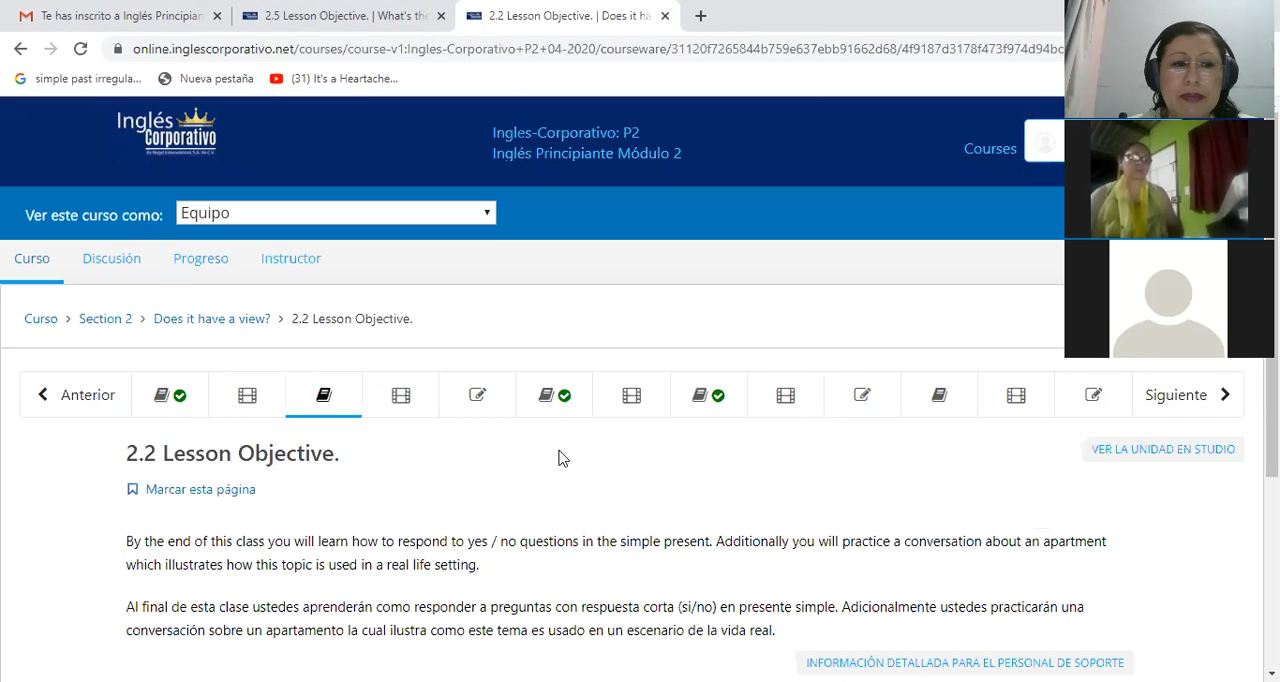 Te has inscrito a Inglés Principian
2.5 Lesson Objective. | What's the
2.2 Lesson Objective. | Does it ha
online.inglescorporativo.net/courses/course-v1:Ingles-Corporativo+P2+04-2020/courseware/31120f7265844b759e637ebb91662d68/4f9187d3178f473f974d94bc
simple past irregula...
Nueva pestaña
(31) It's a Heartache...
Inglés
Corporativo
Ingles-Corporativo: P2
Inglés Principiante Módulo 2
Courses
Ver este curso como:
Equipo
Curso
Discusión
Progreso
Instructor
Curso > Section 2 > Does it have a view? > 2.2 Lesson Objective.
Anterior
Siguiente
2.2 Lesson Objective.
VER LA UNIDAD EN STUDIO
Marcar esta página
By the end of this class you will learn how to respond to yes / no questions in the simple present. Additionally you will practice a conversation about an apartment
which illustrates how this topic is used in a real life setting.
Al final de esta clase ustedes aprenderán como responder a preguntas con respuesta corta (si/no) en presente simple. Adicionalmente ustedes practicarán una
conversación sobre un apartamento la cual ilustra como este tema es usado en un escenario de la vida real.
INFORMACIÓN DETALLADA PARA EL PERSONAL DE SOPORTE